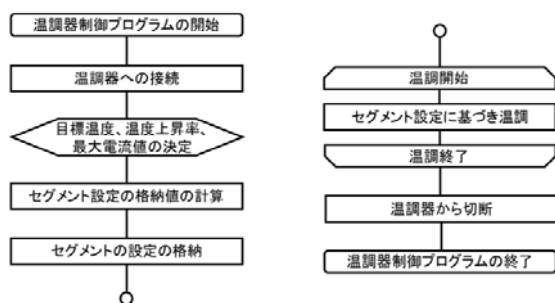 温調器制御プログラムの開始
温調器への接続
目標温度、温度上昇率、
最大電流値の決定
セグメント設定の格納値の計算
セグメントの設定の格納
温調開始
セグメント設定に基づき温調
温調終了
温調器から切断
温調器制御プログラムの終了